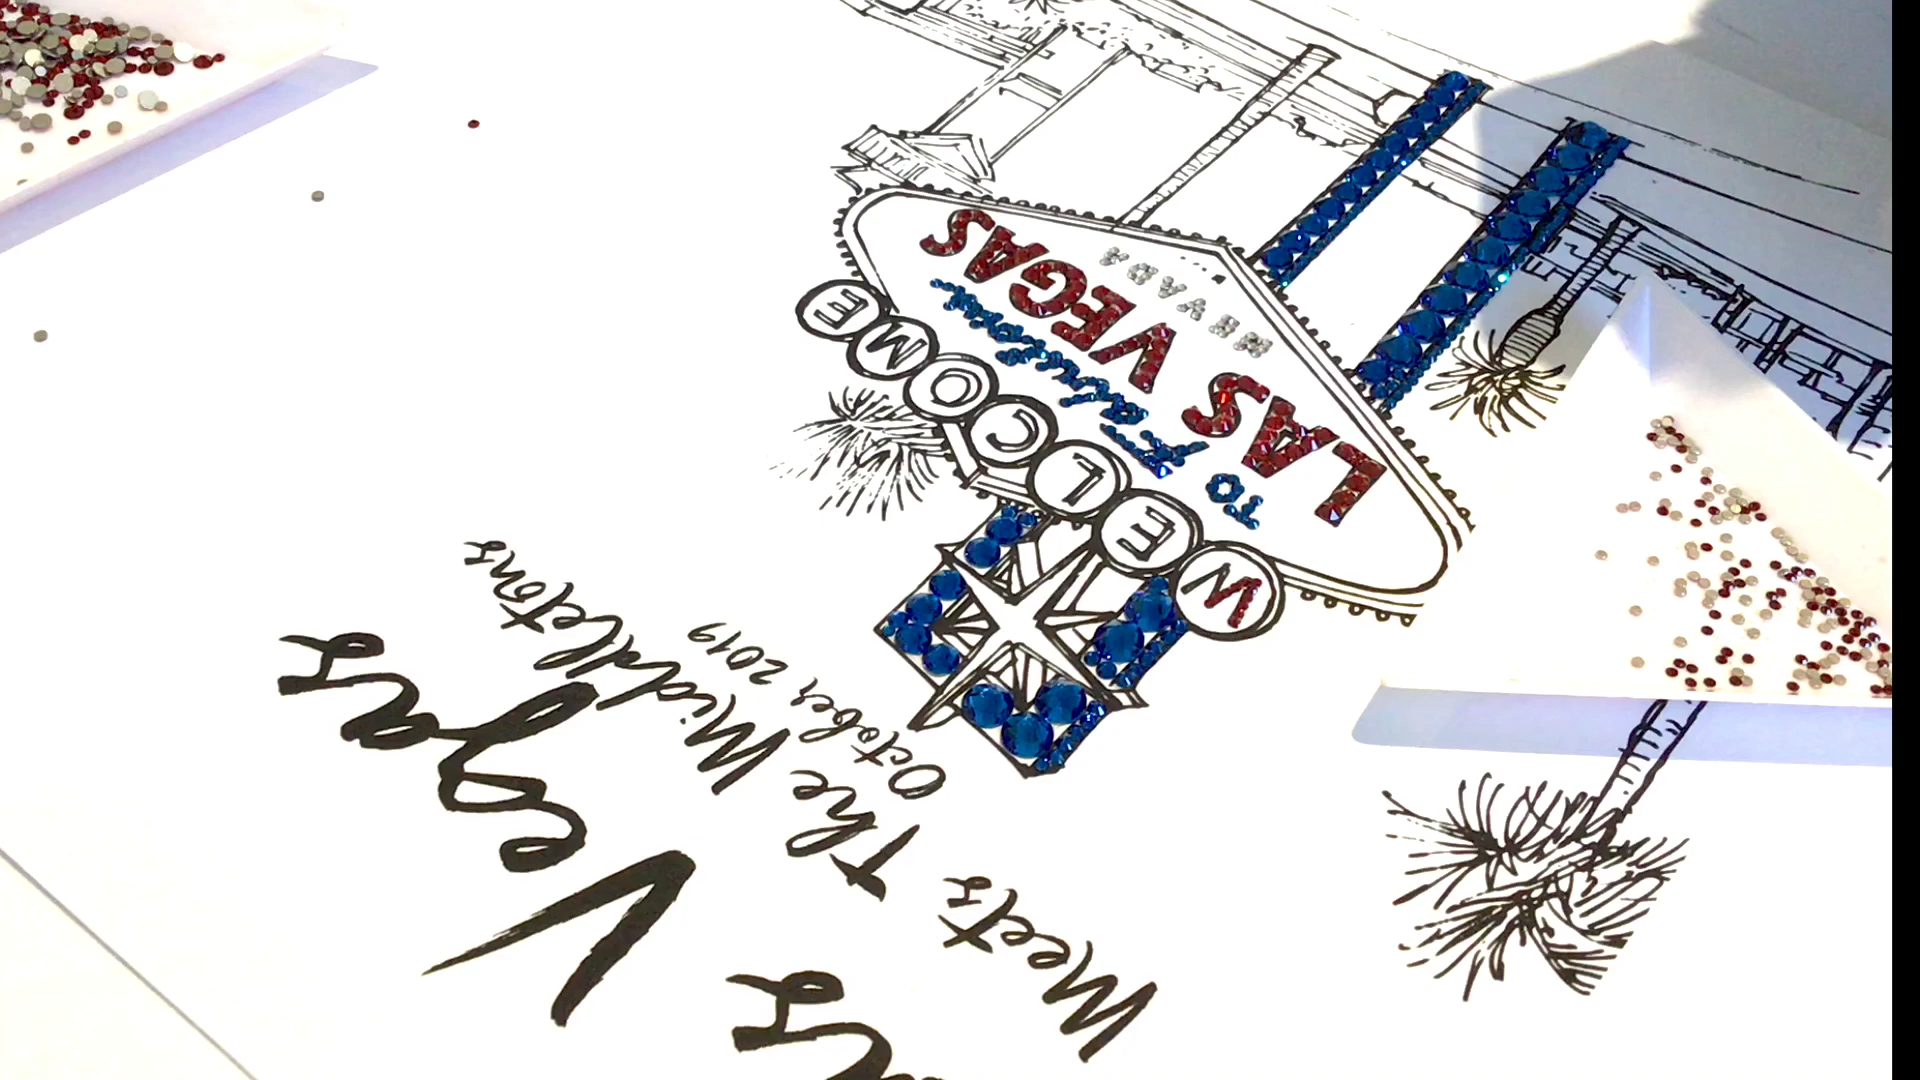 Vegas
Meets The Middletons
October 2019
WELCOME
TO Fabulous
LAS VEGAS
NEVADA